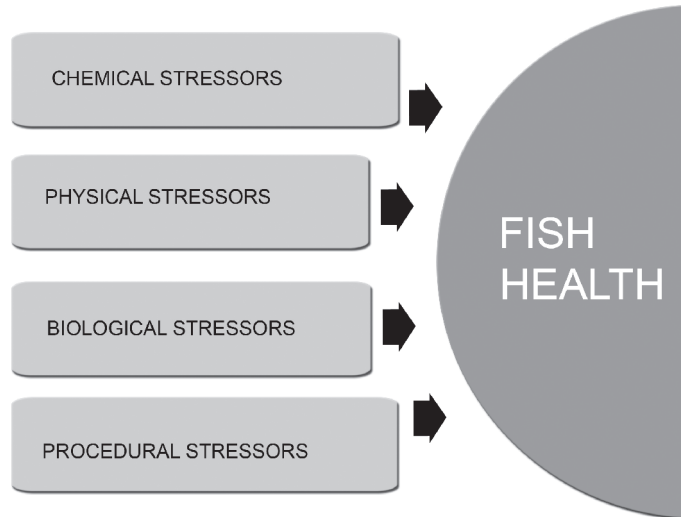 CHEMICAL STRESSORS
PHYSICAL STRESSORS
BIOLOGICAL STRESSORS
PROCEDURAL STRESSORS
FISH
HEALTH